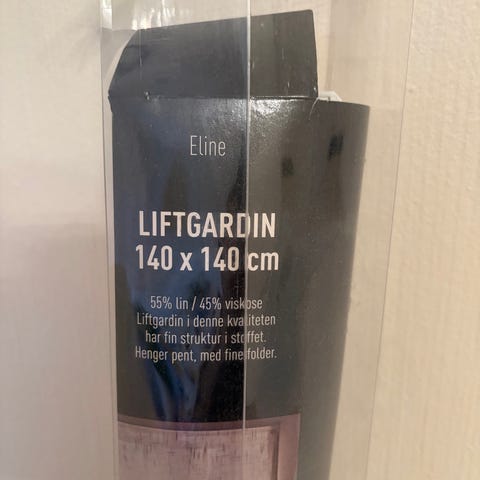 Eline
LIFTGARDIN
140 x 140 cm
55% lin / 45% viskose
Liftgardin i denne kvaliteten
har fin struktur i stoffet.
Henger pent, med fine folder.